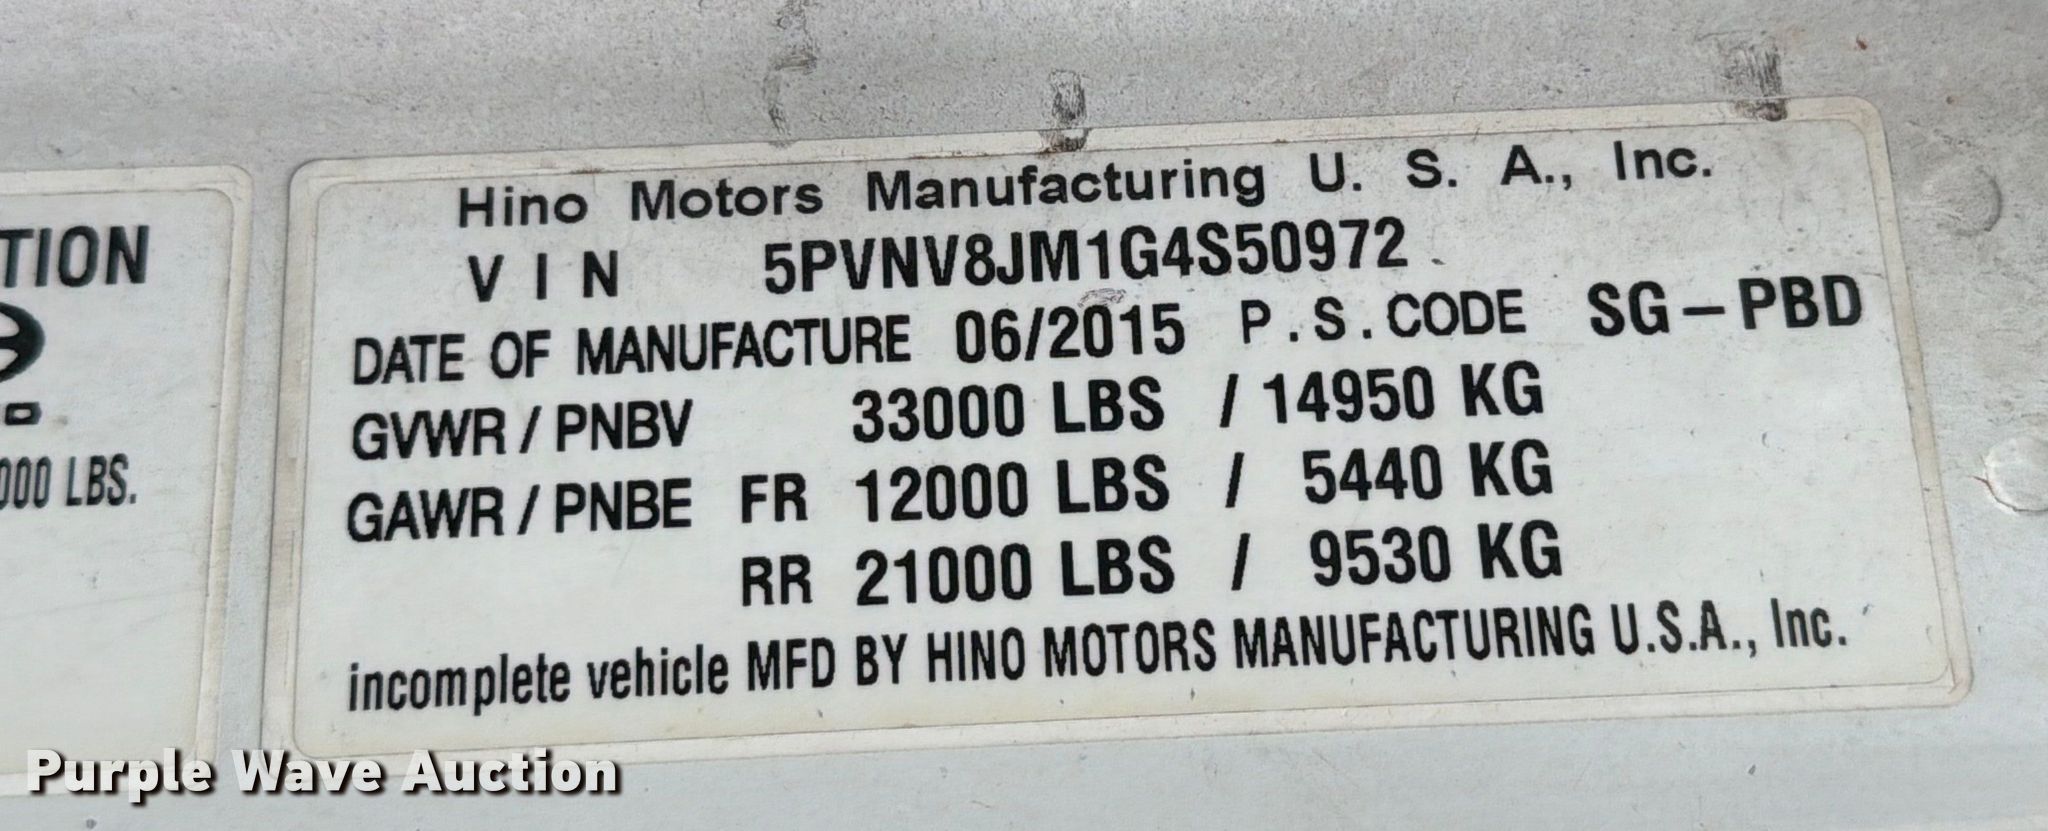 TION
000 LBS.
Hino Motors Manufacturing U. S. A., Inc.
VIN 5PVNV8JM1G4S50972
DATE OF MANUFACTURE 06/2015 P.S.CODE SG-PBD
GVWR / PNBV 33000 LBS / 14950 KG
GAWR / PNBE FR 12000 LBS / 5440 KG
RR 21000 LBS / 9530 KG
incomplete vehicle MFD BY HINO MOTORS MANUFACTURING U.S.A., Inc.
Purple Wave Auction